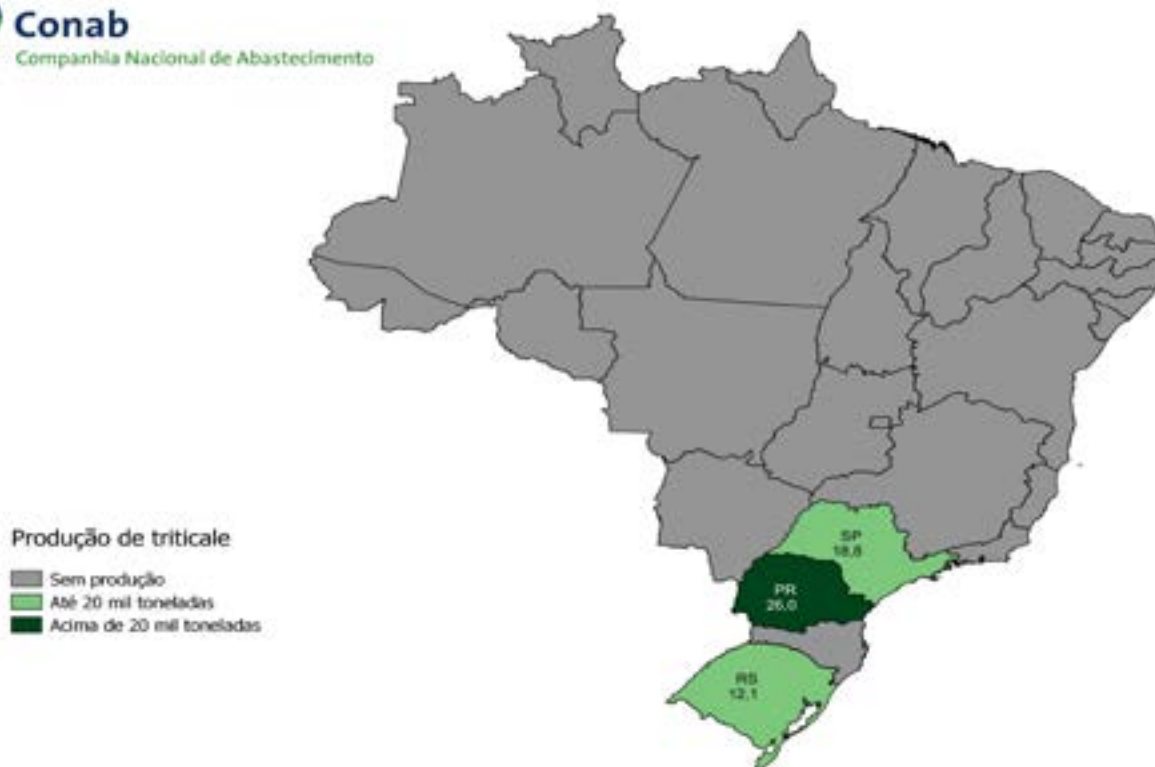 Conab
Companhia Nacional de Abastecimento
SP
18,8
PR
26,0
RS
12,1
Produção de triticale
Sem produção
Até 20 mil toneladas
Acima de 20 mil toneladas